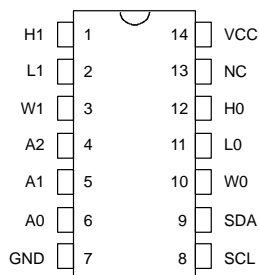 H1 1 14 VCC
L1 2 13 NC
W1 3 12 H0
A2 4 11 L0
A1 5 10 W0
A0 6 9 SDA
GND 7 8 SCL